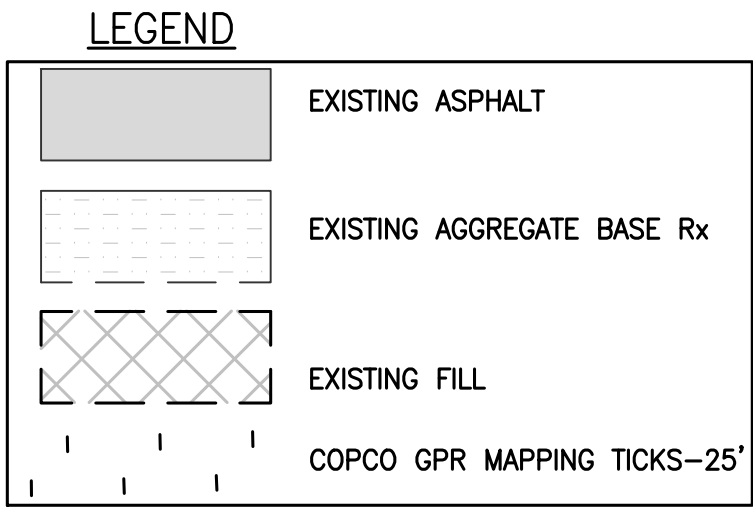 LEGEND
EXISTING ASPHALT
EXISTING AGGREGATE BASE Rx
EXISTING FILL
COPCO GPR MAPPING TICKS-25'